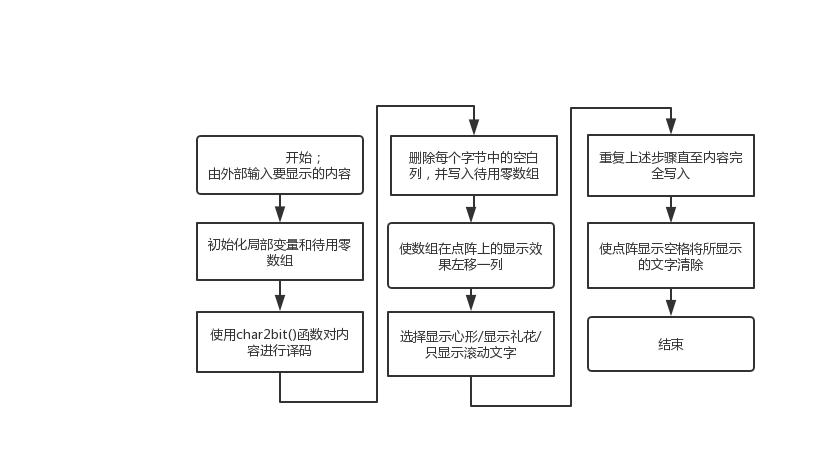 开始；
由外部输入要显示的内容
初始化局部变量和待用零
数组
使用char2bit()函数对内
容进行译码
删除每个字节中的空白
列，并写入待用零数组
使数组在点阵上的显示效
果左移一列
选择显示心形/显示礼花/
只显示滚动文字
重复上述步骤直至内容完
全写入
使点阵显示空格将所显示
的文字清除
结束